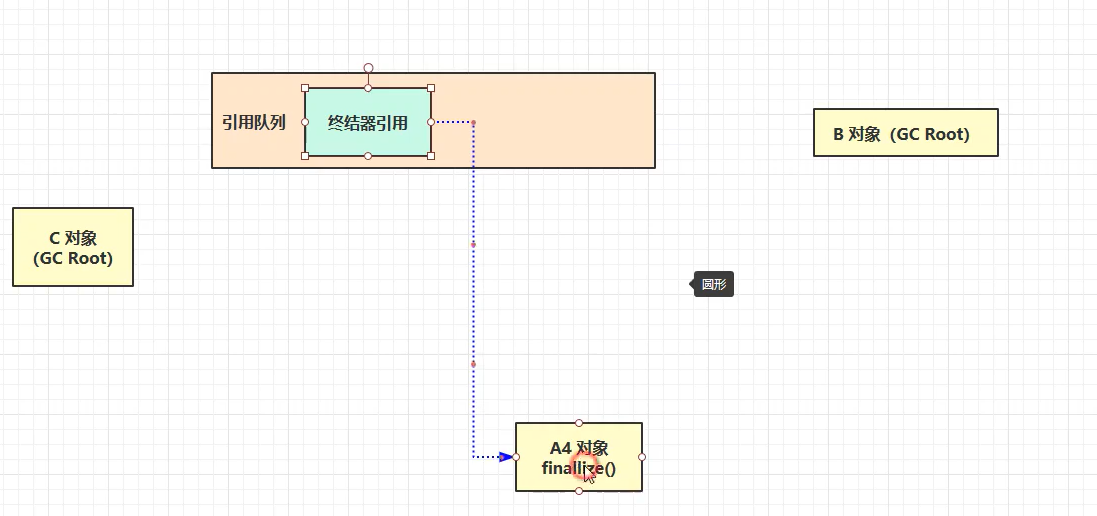 引用队列
终结器引用
B 对象（GC Root）
C 对象
（GC Root）
圆形
A4 对象
finallize()